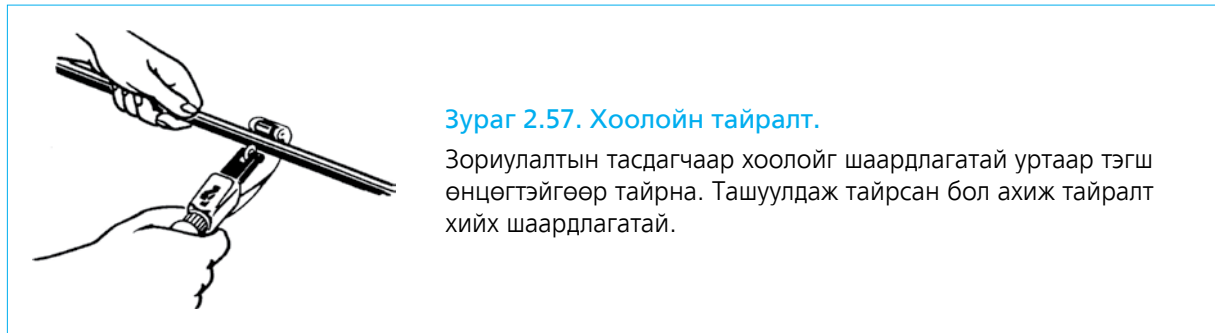 Зураг 2.57. Хоолойн тайралт.
Зориулалтын тасдагчаар хоолойг шаардлагатай уртаар тэгш
өнцөгтэйгөөр тайрна. Ташуулдаж тайрсан бол ахиж тайралт
хийх шаардлагатай.